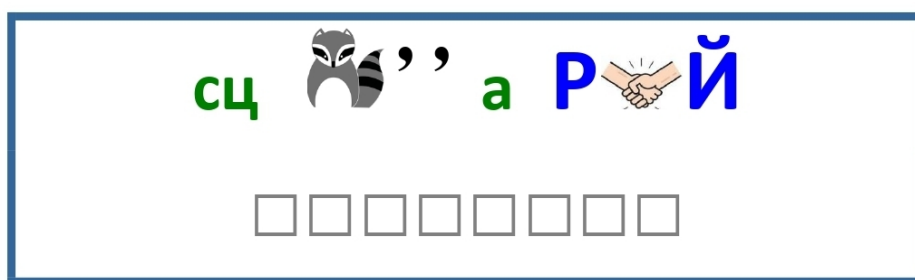 сц ,, а Р Й